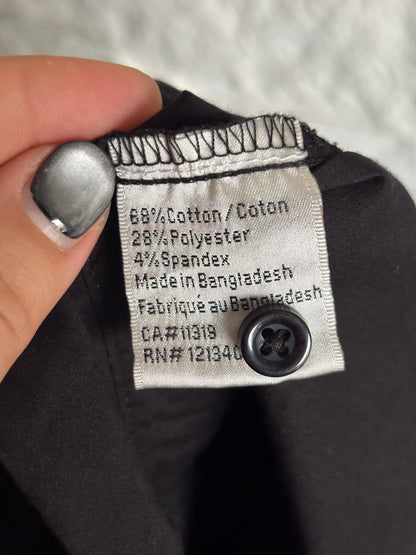 68%Cotton/Coton
28%Polyester
4%Spandex
Made in Bangladesh
Fabriqué au Bangladesh
CA#11319
RN# 121340